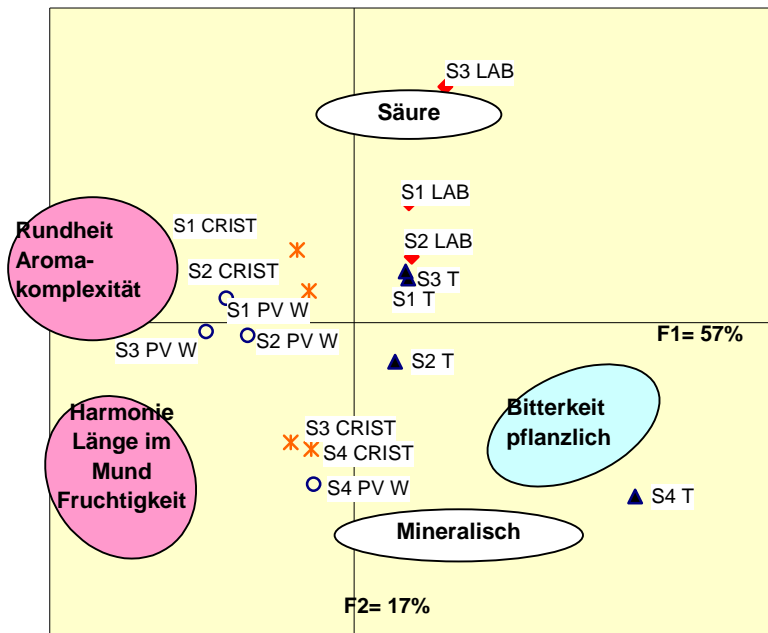 S3 LAB
Säure
S1 CRIST
S1 LAB
Rundheit
Aroma-
komplexität
S2 CRIST
S2 LAB
S3 T
S1 T
S1 PV W
S3 PV W
S2 PV W
F1= 57%
S2 T
Harmonie
Länge im
Mund
Fruchtigkeit
S3 CRIST
S4 CRIST
S4 PV W
Bitterkeit
pflanzlich
S4 T
Mineralisch
F2= 17%